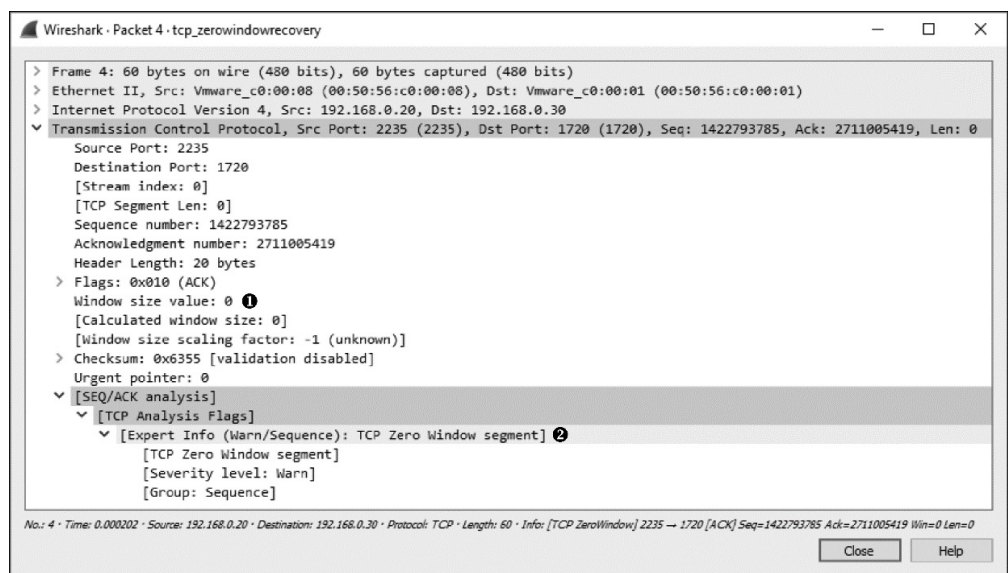 Wireshark · Packet 4 · tcp_zerowindowrecovery
> Frame 4: 60 bytes on wire (480 bits), 60 bytes captured (480 bits)
> Ethernet II, Src: Vmware_c0:00:08 (00:50:56:c0:00:08), Dst: Vmware_c0:00:01 (00:50:56:c0:00:01)
> Internet Protocol Version 4, Src: 192.168.0.20, Dst: 192.168.0.30
Transmission Control Protocol, Src Port: 2235 (2235), Dst Port: 1720 (1720), Seq: 1422793785, Ack: 2711005419, Len: 0
Source Port: 2235
Destination Port: 1720
[Stream index: 0]
[TCP Segment Len: 0]
Sequence number: 1422793785
Acknowledgment number: 2711005419
Header Length: 20 bytes
> Flags: 0x010 (ACK)
Window size value: 0 ❶
[Calculated window size: 0]
[Window size scaling factor: -1 (unknown)]
> Checksum: 0x6355 [validation disabled]
Urgent pointer: 0
[SEQ/ACK analysis]
[TCP Analysis Flags]
[Expert Info (Warn/Sequence): TCP Zero Window segment] ❷
[TCP Zero Window segment]
[Severity level: Warn]
[Group: Sequence]
No.: 4 · Time: 0.000202 · Source: 192.168.0.20 · Destination: 192.168.0.30 · Protocol: TCP · Length: 60 · Info: [TCP ZeroWindow] 2235 → 1720 [ACK] Seq=1422793785 Ack=2711005419 Win=0 Len=0
Close Help